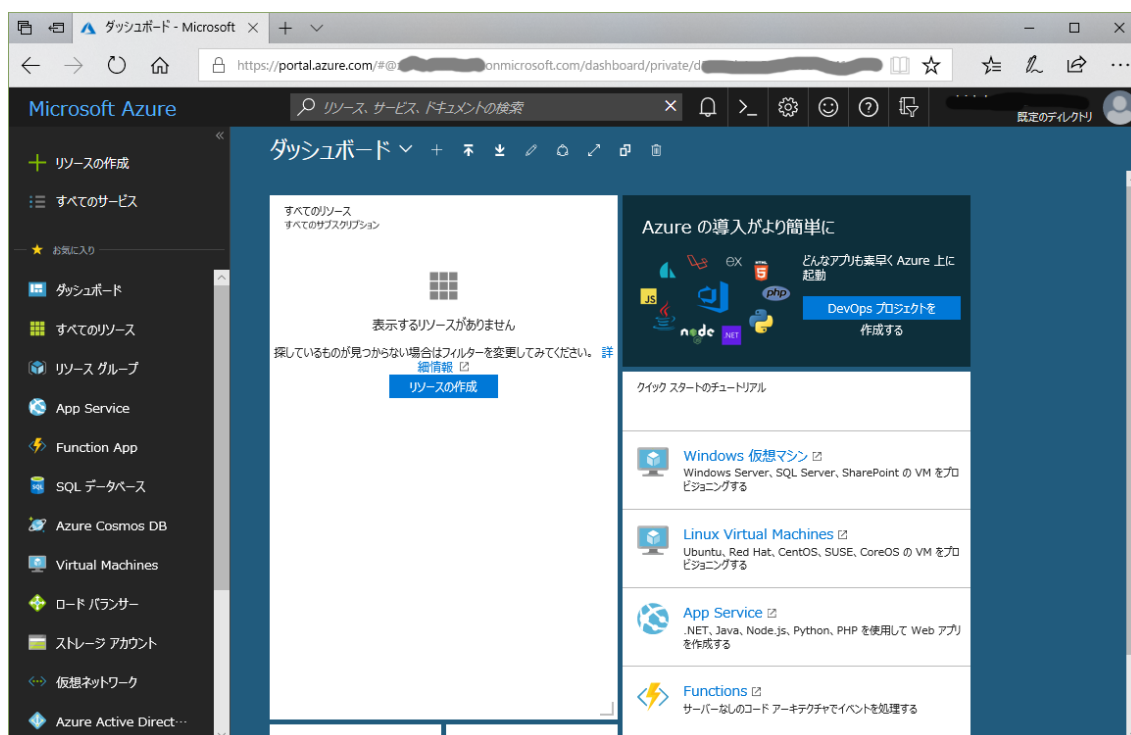 ダッシュボード - Microsoft
https://portal.azure.com/#@
onmicrosoft.com/dashboard/private/d
Microsoft Azure
リソース、サービス、ドキュメントの検索
既定のディレクトリ
リソースの作成
すべてのサービス
お気に入り
ダッシュボード
すべてのリソース
リソース グループ
App Service
Function App
SQL データベース
Azure Cosmos DB
Virtual Machines
ロード バランサー
ストレージ アカウント
仮想ネットワーク
Azure Active Direct…
ダッシュボード
すべてのリソース
すべてのサブスクリプション
表示するリソースがありません
探しているものが見つからない場合はフィルターを変更してみてください。 詳
細情報
リソースの作成
Azure の導入がより簡単に
どんなアプリも素早く Azure 上に
起動
DevOps プロジェクトを
作成する
ex
HTML
5
JS
php
node
.NET
クイック スタートのチュートリアル
Windows 仮想マシン
Windows Server、SQL Server、SharePoint の VM をプロ
ビジョニングする
Linux Virtual Machines
Ubuntu、Red Hat、CentOS、SUSE、CoreOS の VM をプロ
ビジョニングする
App Service
.NET、Java、Node.js、Python、PHP を使用して Web アプリ
を作成する
Functions
サーバーなしのコード アーキテクチャでイベントを処理する